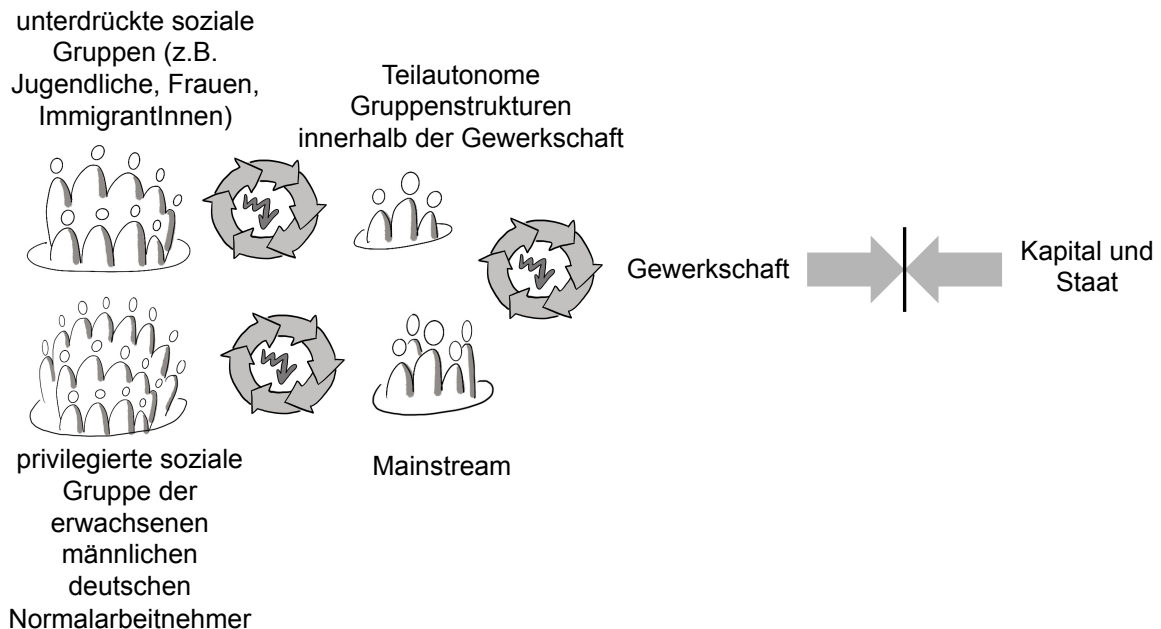 unterdrückte soziale
Gruppen (z.B.
Jugendliche, Frauen,
ImmigrantInnen)
Teilautonome
Gruppenstrukturen
innerhalb der Gewerkschaft
Gewerkschaft
Kapital und
Staat
privilegierte soziale
Gruppe der
erwachsenen
männlichen
deutschen
Normalarbeitnehmer
Mainstream